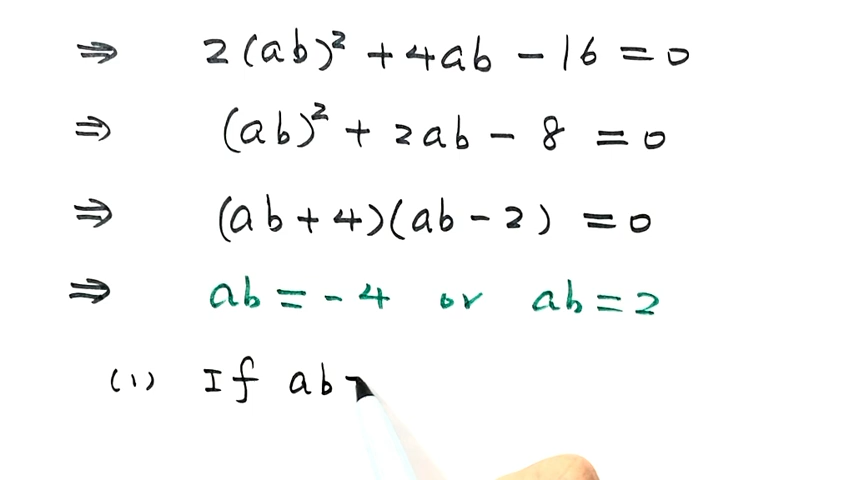 ⇒ 2(ab)² + 4ab - 16 = 0
⇒ (ab)² + 2ab - 8 = 0
⇒ (ab + 4)(ab - 2) = 0
⇒ ab = -4 or ab = 2
(1) If ab